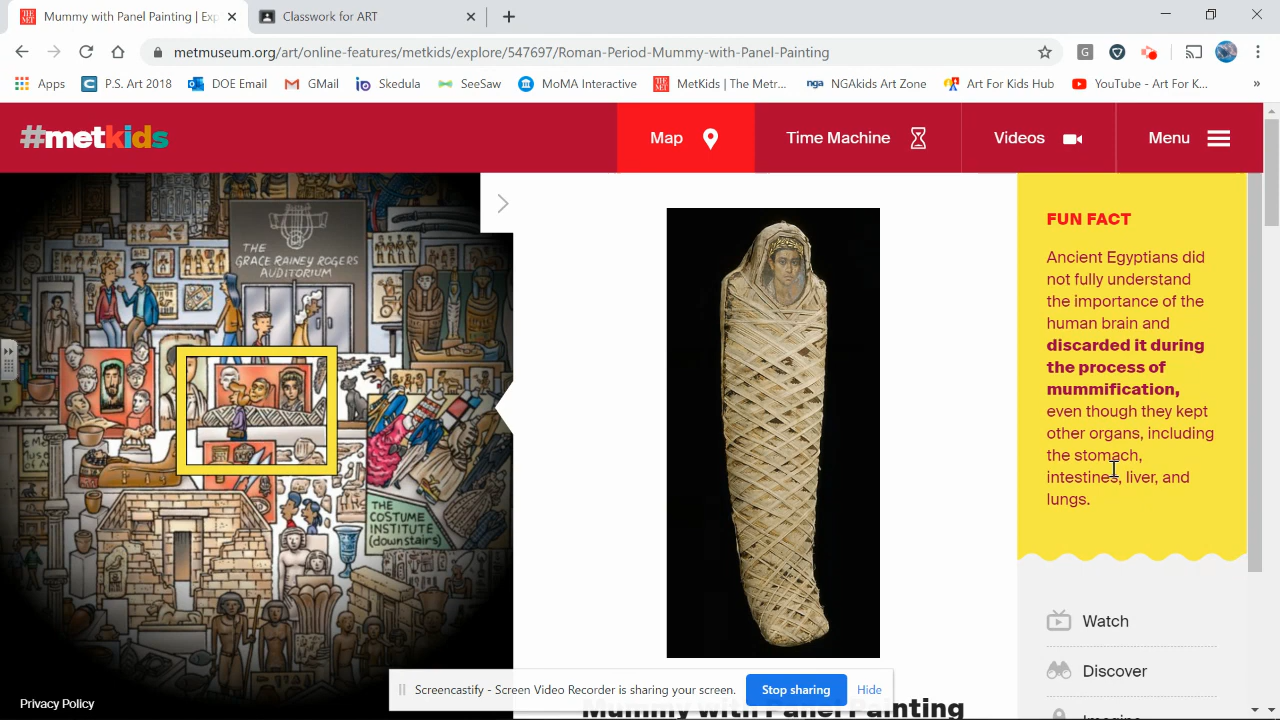 Mummy with Panel Painting | Exp
Classwork for ART
metmuseum.org/art/online-features/metkids/explore/547697/Roman-Period-Mummy-with-Panel-Painting
Apps
P.S. Art 2018
DOE Email
GMail
Skedula
SeeSaw
MoMA Interactive
MetKids | The Metr...
NGAkids Zone
Art For Kids Hub
YouTube - Art For K...
»
#metkids
Map
Time Machine
Videos
Menu
THE
GRACE RAINEY ROGERS
AUDITORIUM
THE
COSTUME
INSTITUTE
(downstairs)
FUN FACT
Ancient Egyptians did
not fully understand
the importance of the
human brain and
discarded it during
the process of
mummification,
even though they kept
other organs, including
the stomach,
intestines, liver, and
lungs.
Watch
Discover
Imagine
Screencastify - Screen Video Recorder is sharing your screen.
Stop sharing
Hide
Mummy with Panel Painting
Privacy Policy